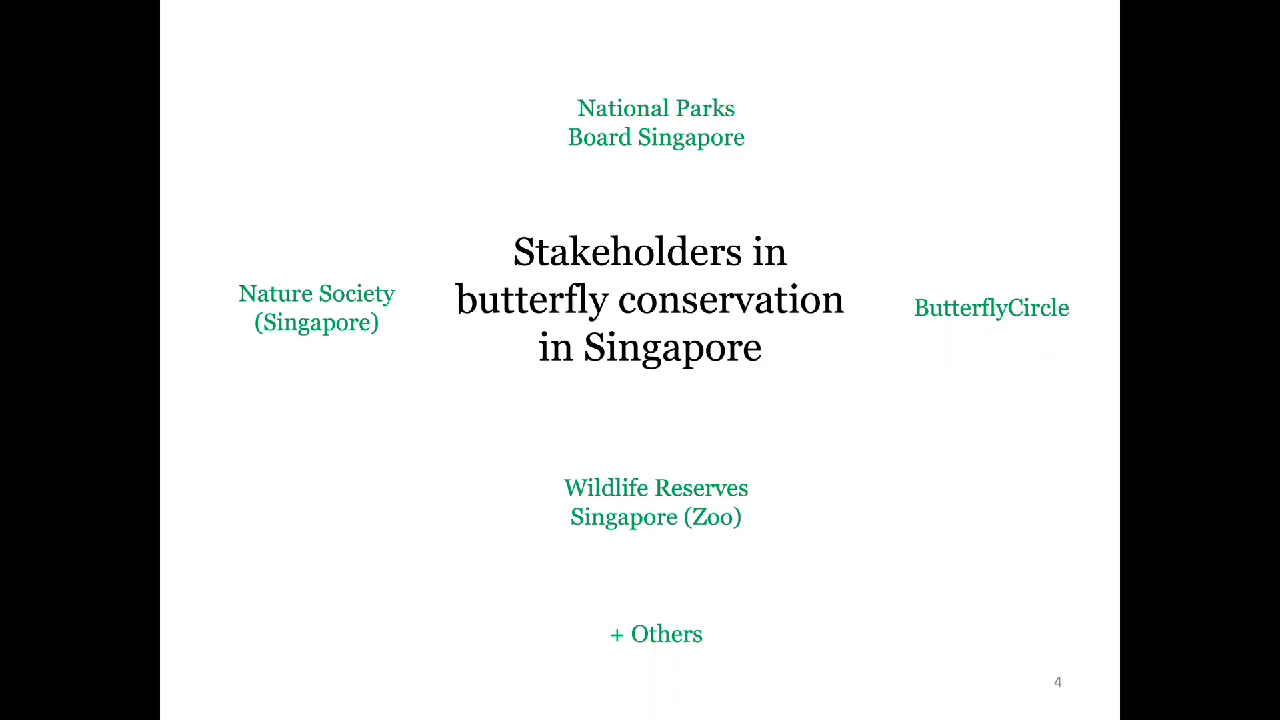 National Parks
Board Singapore
Stakeholders in
butterfly conservation
in Singapore
Nature Society
(Singapore)
ButterflyCircle
Wildlife Reserves
Singapore (Zoo)
+ Others
4